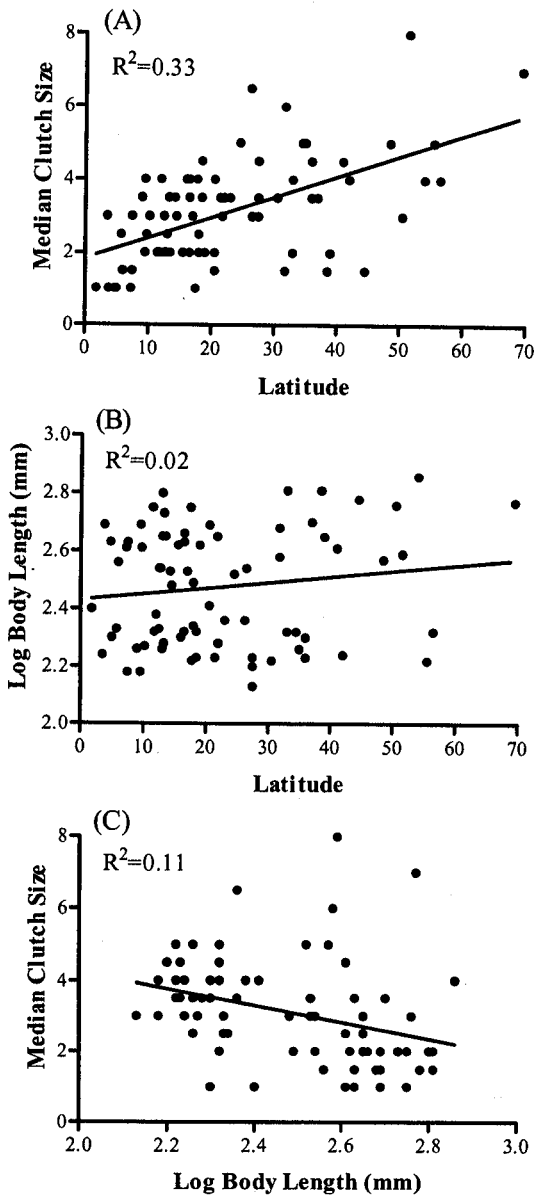 (A)
R²=0.33
Median Clutch Size
8
6
4
2
0
0 10 20 30 40 50 60 70
Latitude
(B)
R²=0.02
Log Body Length (mm)
3.0
2.8
2.6
2.4
2.2
2.0
0 10 20 30 40 50 60 70
Latitude
(C)
R²=0.11
Median Clutch Size
8
6
4
2
0
2.0 2.2 2.4 2.6 2.8 3.0
Log Body Length (mm)